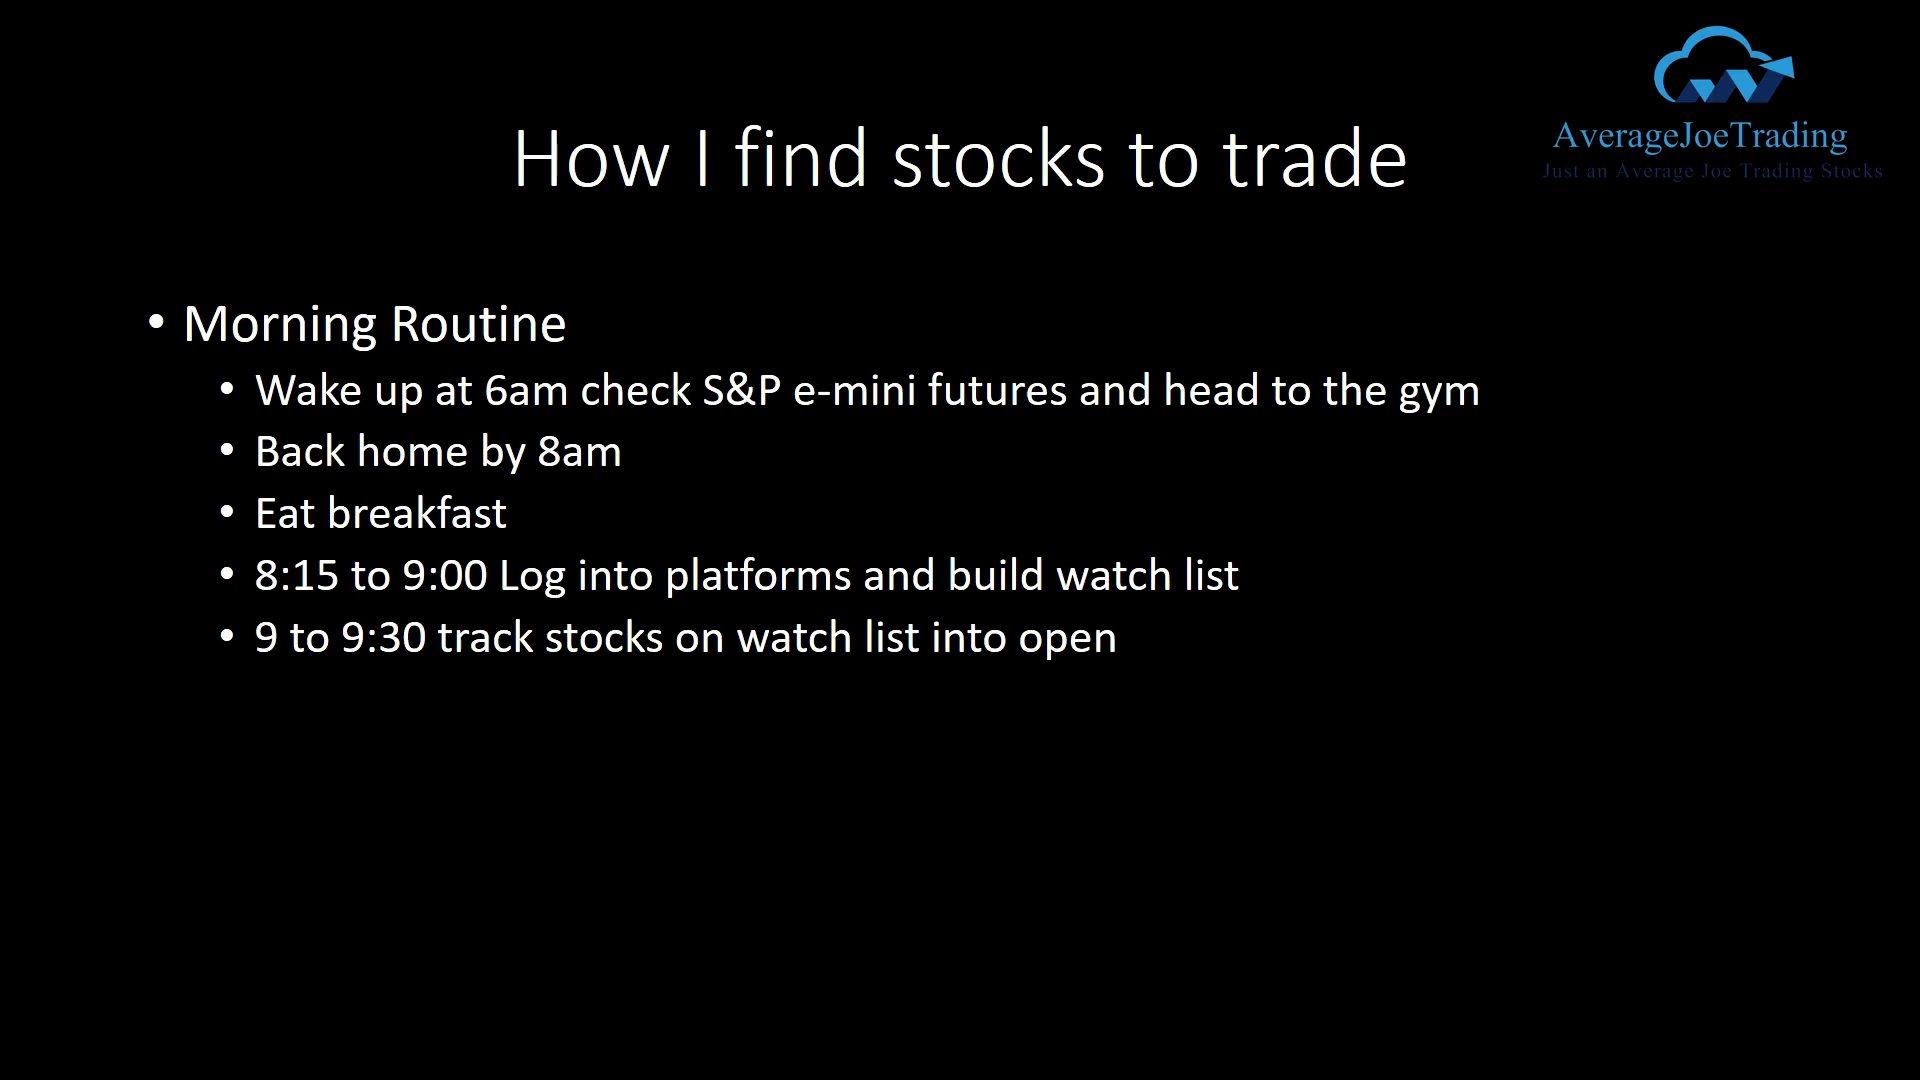 AverageJoeTrading
Just an Average Joe Trading Stocks
How I find stocks to trade
• Morning Routine
• Wake up at 6am check S&P e-mini futures and head to the gym
• Back home by 8am
• Eat breakfast
• 8:15 to 9:00 Log into platforms and build watch list
• 9 to 9:30 track stocks on watch list into open